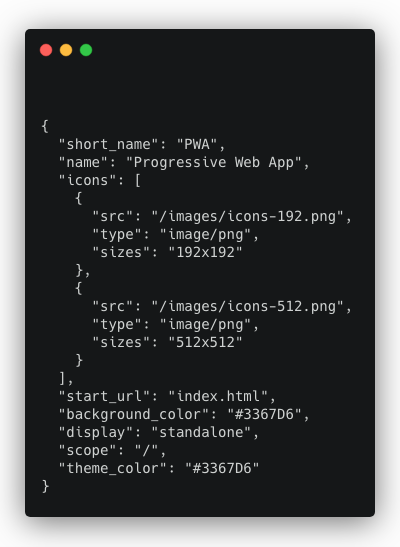 {
  "short_name": "PWA",
  "name": "Progressive Web App",
  "icons": [
    {
      "src": "/images/icons-192.png",
      "type": "image/png",
      "sizes": "192x192"
    },
    {
      "src": "/images/icons-512.png",
      "type": "image/png",
      "sizes": "512x512"
    }
  ],
  "start_url": "index.html",
  "background_color": "#3367D6",
  "display": "standalone",
  "scope": "/",
  "theme_color": "#3367D6"
}